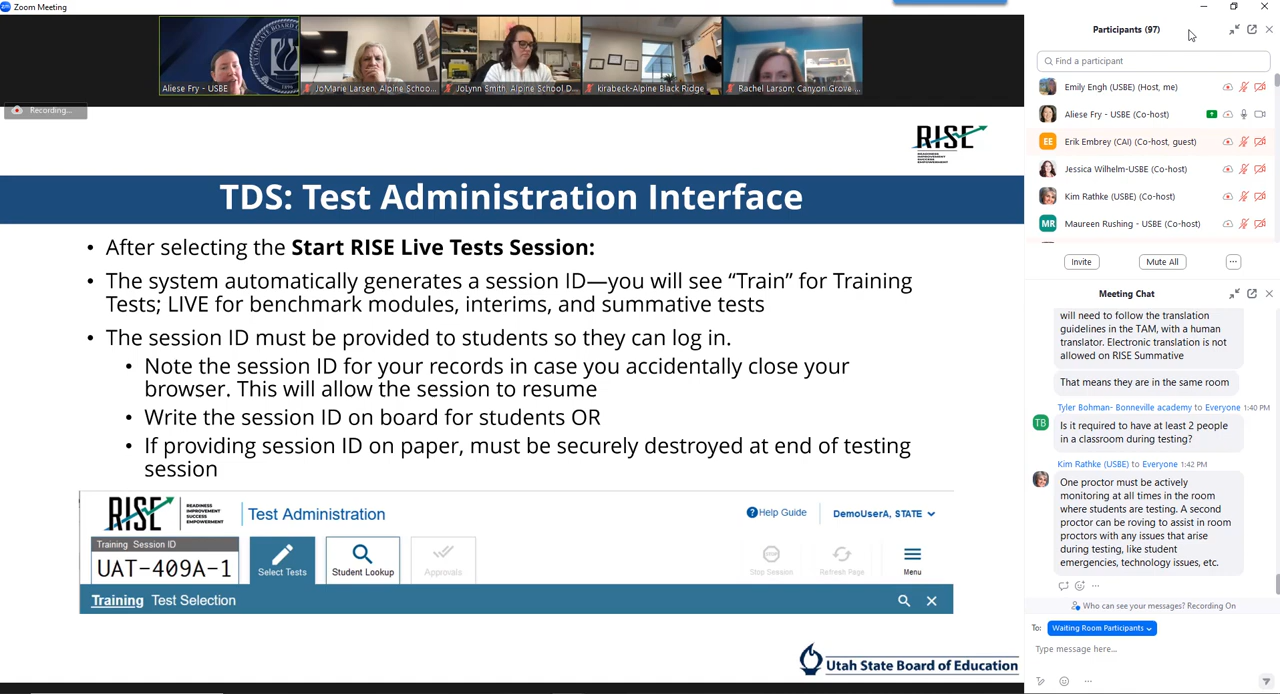 Zoom Meeting
Aliese Fry - USBE
JoMarie Larsen, Alpine Schoo...
JoLynn Smith, Alpine School D...
kirabeck-Alpine Black Ridge
Rachel Larson; Canyon Grove ...
Recording...
RISE
READINESS
IMPROVEMENT
SUCCESS
EMPOWERMENT
TDS: Test Administration Interface
• After selecting the Start RISE Live Tests Session:
• The system automatically generates a session ID—you will see “Train” for Training
Tests; LIVE for benchmark modules, interims, and summative tests
• The session ID must be provided to students so they can log in.
• Note the session ID for your records in case you accidentally close your
browser. This will allow the session to resume
• Write the session ID on board for students OR
• If providing session ID on paper, must be securely destroyed at end of testing
session
RISE
READINESS
IMPROVEMENT
SUCCESS
EMPOWERMENT
Test Administration
Help Guide
DemoUserA, STATE
Training Session ID
UAT-409A-1
Select Tests
Student Lookup
Approvals
STOP
Stop Session
Refresh Page
Menu
Training Test Selection
Utah State Board of Education
Participants (97)
Find a participant
Emily Engh (USBE) (Host, me)
Aliese Fry - USBE (Co-host)
EE Erik Embrey (CAI) (Co-host, guest)
Jessica Wilhelm-USBE (Co-host)
Kim Rathke (USBE) (Co-host)
MR Maureen Rushing - USBE (Co-host)
Invite
Mute All
...
Meeting Chat
will need to follow the translation
guidelines in the TAM, with a human
translator. Electronic translation is not
allowed on RISE Summative
That means they are in the same room
Tyler Bohman- Bonneville academy to Everyone 1:40 PM
TB
Is it required to have at least 2 people
in a classroom during testing?
Kim Rathke (USBE) to Everyone 1:42 PM
One proctor must be actively
monitoring at all times in the room
where students are testing. A second
proctor can be roving to assist in room
proctors with any issues that arise
during testing, like student
emergencies, technology issues, etc.
Who can see your messages? Recording On
To: Waiting Room Participants
Type message here...